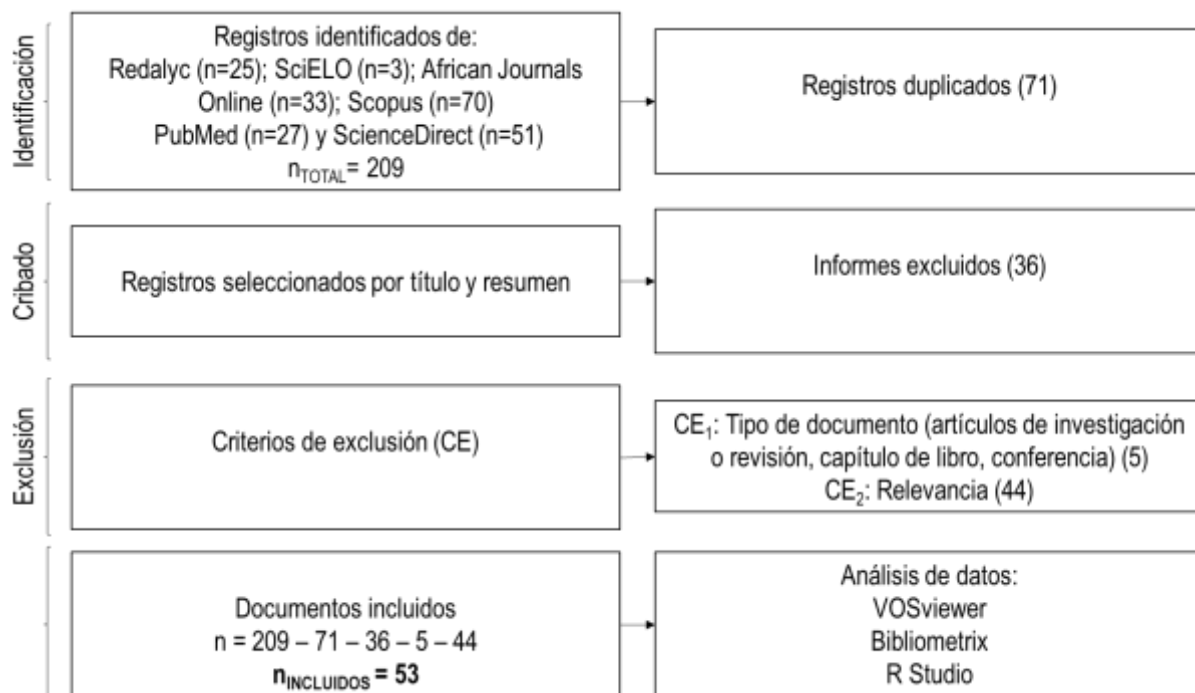 Identificación
Registros identificados de:
Redalyc (n=25); SciELO (n=3); African Journals
Online (n=33); Scopus (n=70)
PubMed (n=27) y ScienceDirect (n=51)
nTOTAL= 209
Registros duplicados (71)
Cribado
Registros seleccionados por título y resumen
Informes excluidos (36)
Exclusión
Criterios de exclusión (CE)
CE1: Tipo de documento (artículos de investigación
o revisión, capítulo de libro, conferencia) (5)
CE2: Relevancia (44)
Documentos incluidos
n = 209 – 71 – 36 – 5 – 44
nINCLUIDOS = 53
Análisis de datos:
VOSviewer
Bibliometrix
R Studio